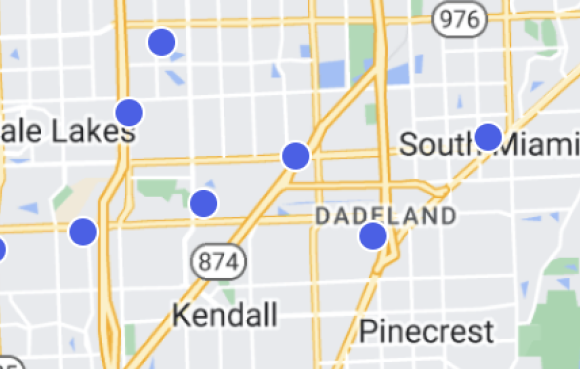 976
ale Lakes
South Miami
DADELAND
874
Kendall
Pinecrest